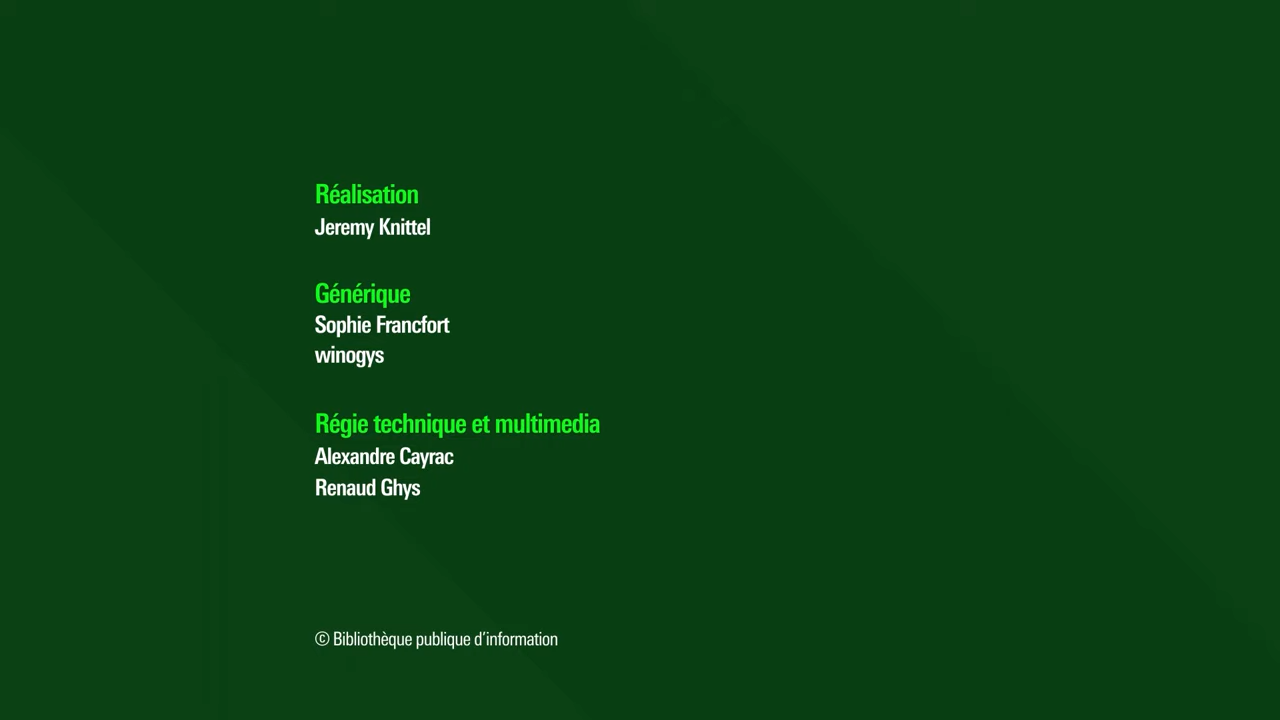 Réalisation
Jeremy Knittel
Générique
Sophie Francfort
winogys
Régie technique et multimedia
Alexandre Cayrac
Renaud Ghys
© Bibliothèque publique d’information